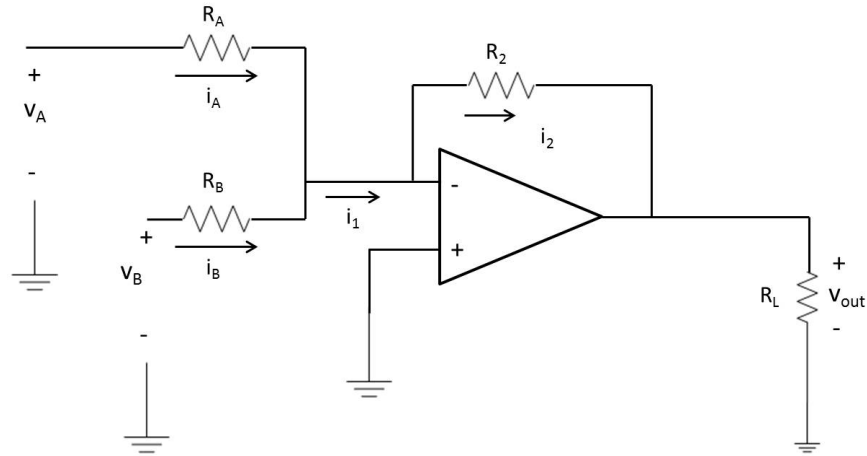 R_A
+
i_A
v_A
-
R_2
i_2
R_B
i_1
+
i_B
v_B
-
-
+
R_L
+
v_out
-